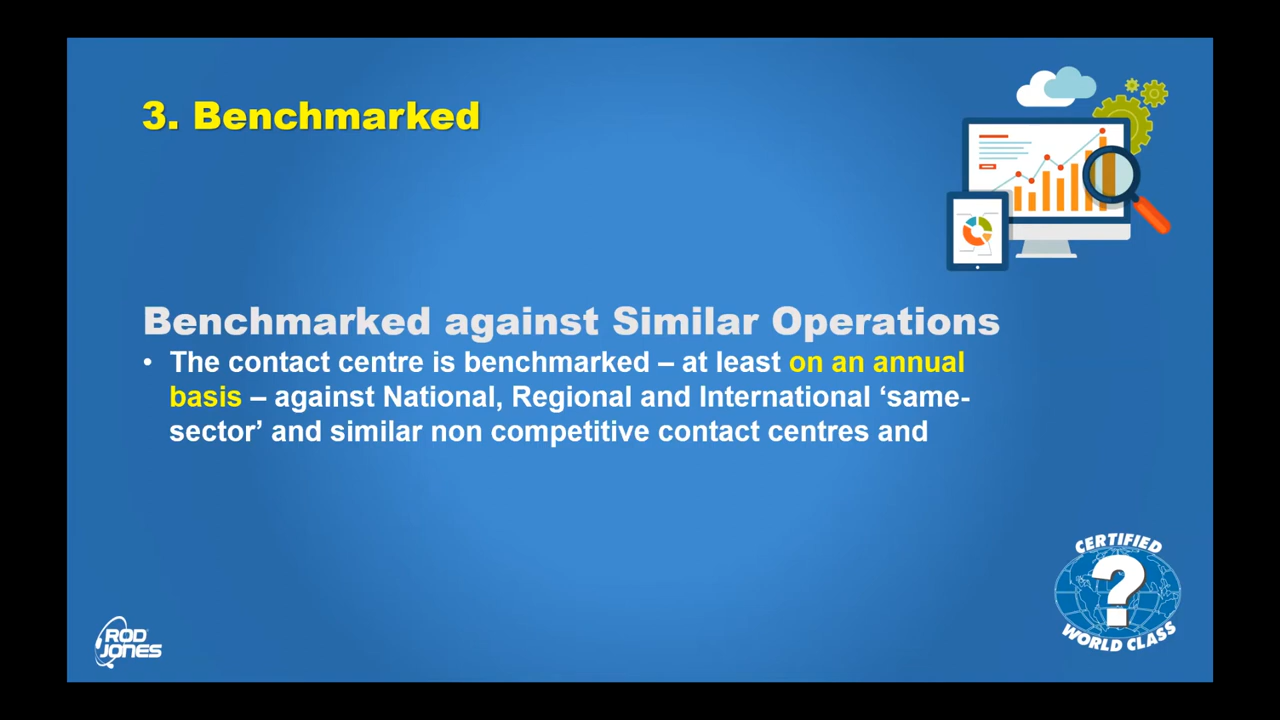 3. Benchmarked
Benchmarked against Similar Operations
• The contact centre is benchmarked – at least on an annual
basis – against National, Regional and International ‘same-
sector’ and similar non competitive contact centres and
CERTIFIED
?
WORLD CLASS
ROD
JONES